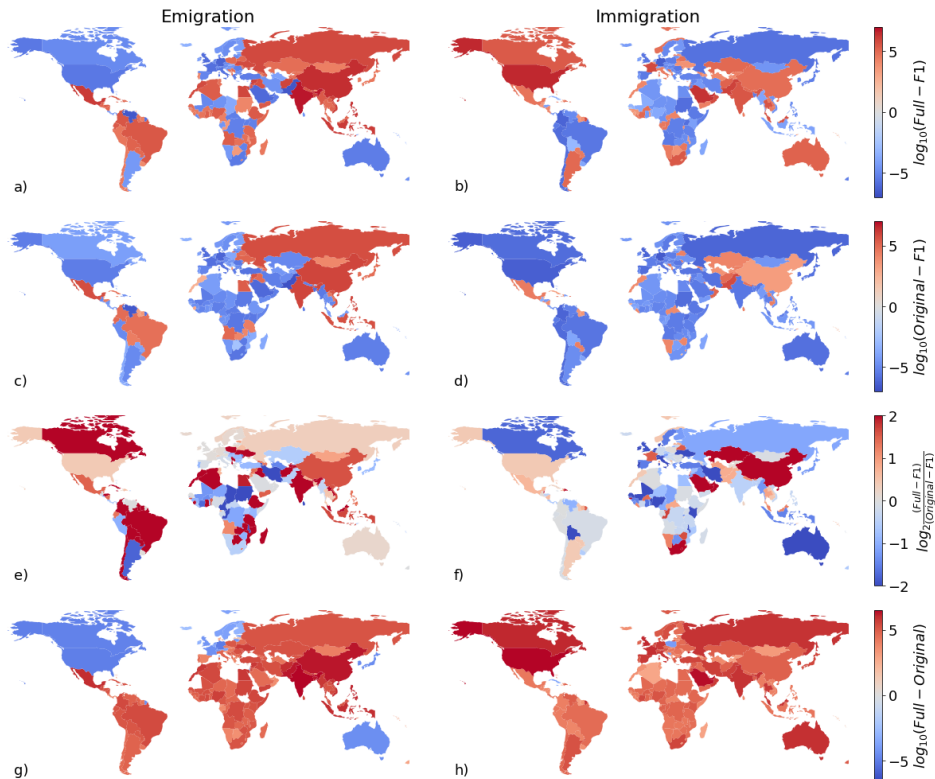 Emigration Immigration
a) b)
5
0
−5
log₁₀(Full − F1)
c) d)
5
0
−5
log₁₀(Original − F1)
e) f)
2
1
0
−1
−2
log₂ (Full−F1)/(Original−F1)
g) h)
5
0
−5
log₁₀(Full − Original)